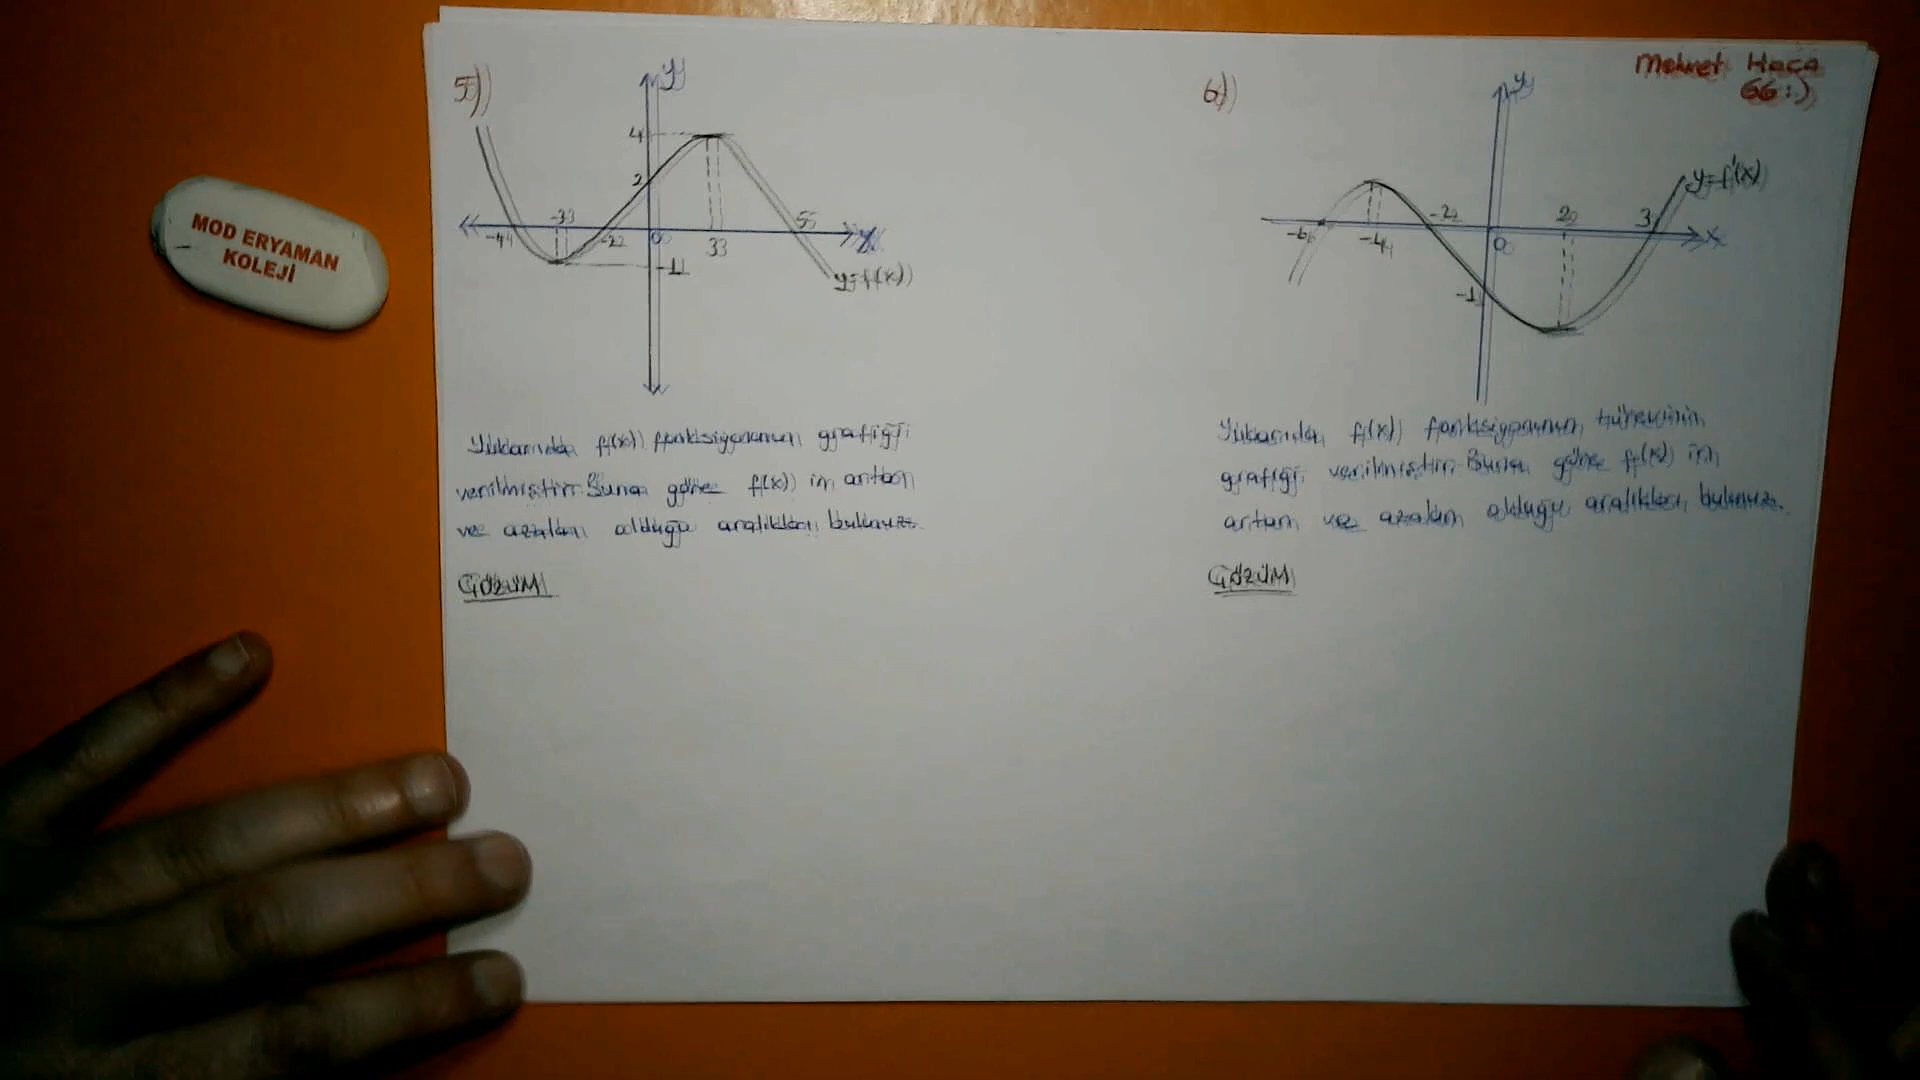 MOD ERYAMAN
KOLEJİ
Mehmet Hoca
66:)
5)
y
4
2
-3
-4
-2
0
3
5
x
-1
y=f(x)
Yukarıda f(x) fonksiyonunun grafiği
verilmiştir. Buna göre f(x) in artan
ve azalan olduğu aralıkları bulunuz.
ÇÖZÜM
6)
y
y=f'(x)
-6
-4
-2
0
2
3
x
-1
Yukarıda f(x) fonksiyonunun türevinin
grafiği verilmiştir. Buna göre f(x) in
artan ve azalan olduğu aralıkları bulunuz.
ÇÖZÜM